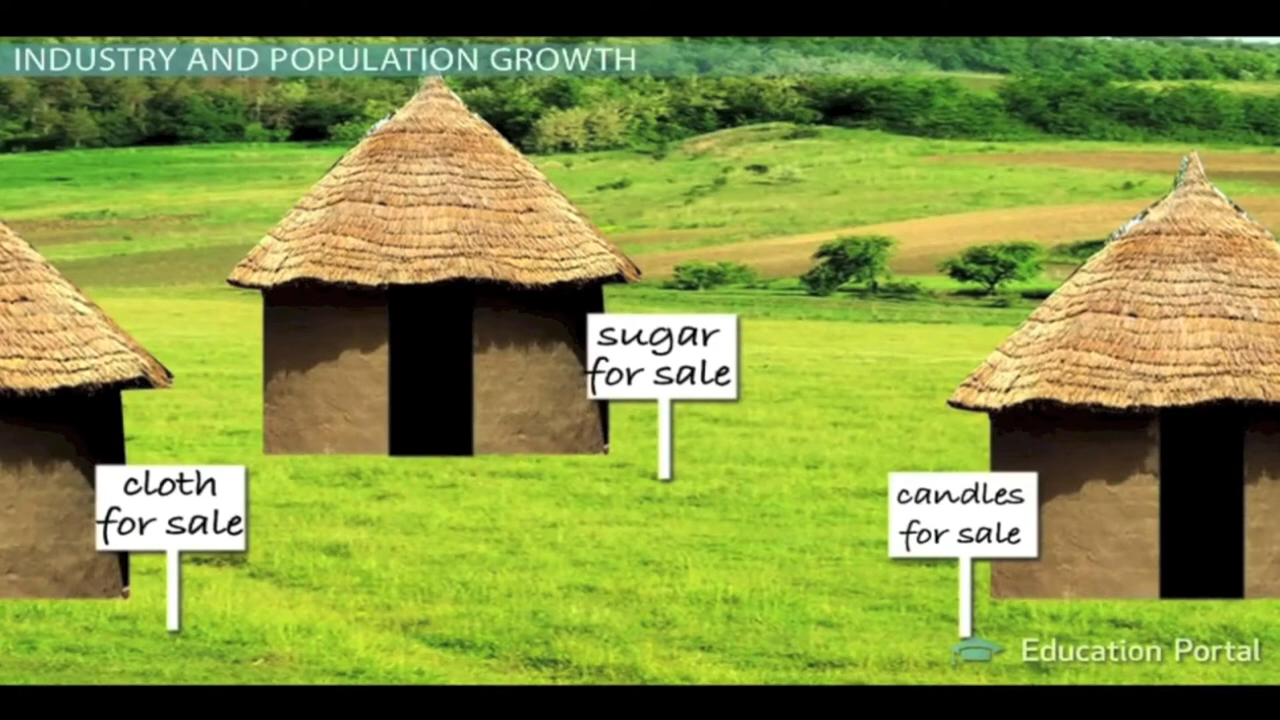 INDUSTRY AND POPULATION GROWTH
sugar
for sale
cloth
for sale
candles
for sale
Education Portal